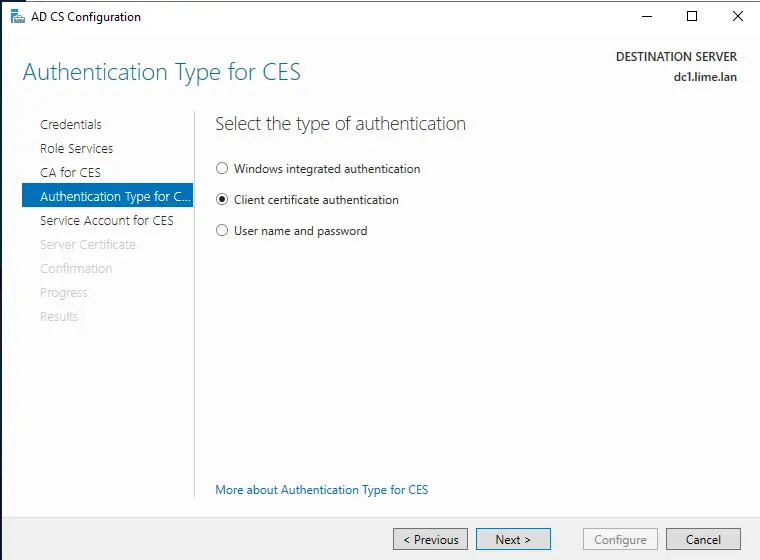 AD CS Configuration
Authentication Type for CES
DESTINATION SERVER
dc1.lime.lan
Credentials
Role Services
CA for CES
Authentication Type for C...
Service Account for CES
Server Certificate
Confirmation
Progress
Results
Select the type of authentication
Windows integrated authentication
Client certificate authentication
User name and password
More about Authentication Type for CES
< Previous
Next >
Configure
Cancel